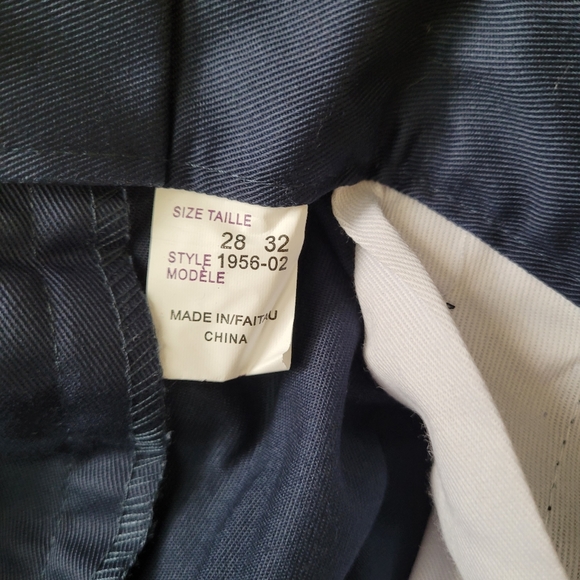 SIZE TAILLE
28 32
STYLE 1956-02
MODÈLE
MADE IN/FAIT AU
CHINA